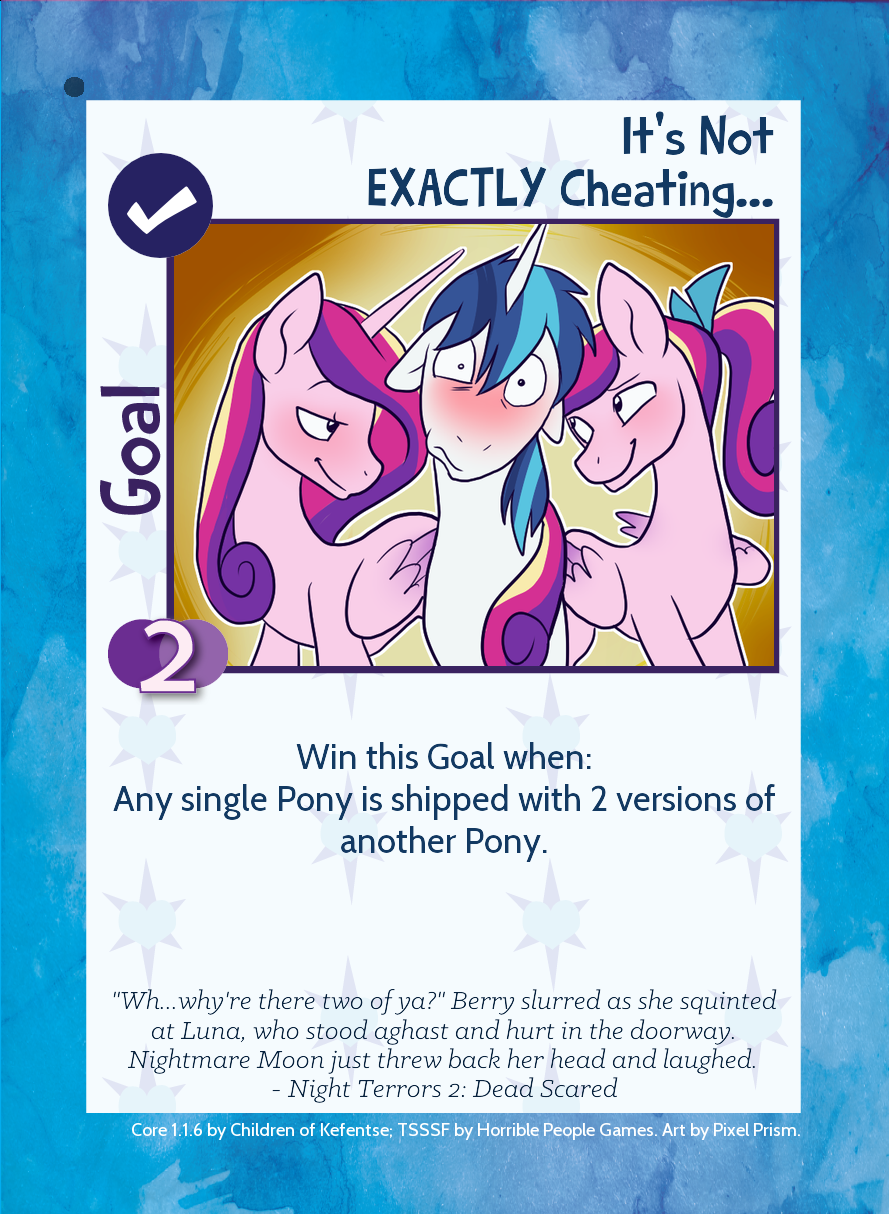 It's Not
EXACTLY Cheating...
Goal
2
Win this Goal when:
Any single Pony is shipped with 2 versions of
another Pony.
"Wh...why're there two of ya?" Berry slurred as she squinted
at Luna, who stood aghast and hurt in the doorway.
Nightmare Moon just threw back her head and laughed.
- Night Terrors 2: Dead Scared
Core 1.1.6 by Children of Kefentse; TSSSF by Horrible People Games. Art by Pixel Prism.